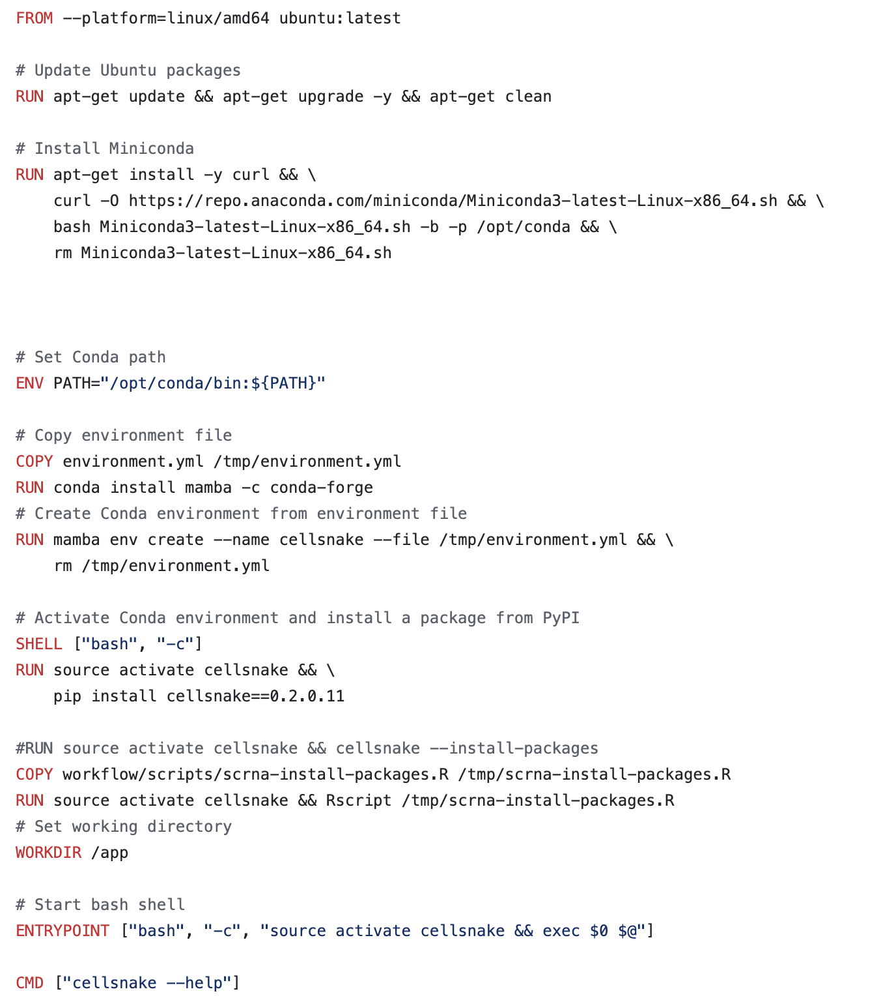 FROM --platform=linux/amd64 ubuntu:latest

# Update Ubuntu packages
RUN apt-get update && apt-get upgrade -y && apt-get clean

# Install Miniconda
RUN apt-get install -y curl && \
    curl -O https://repo.anaconda.com/miniconda/Miniconda3-latest-Linux-x86_64.sh && \
    bash Miniconda3-latest-Linux-x86_64.sh -b -p /opt/conda && \
    rm Miniconda3-latest-Linux-x86_64.sh

# Set Conda path
ENV PATH="/opt/conda/bin:${PATH}"

# Copy environment file
COPY environment.yml /tmp/environment.yml
RUN conda install mamba -c conda-forge
# Create Conda environment from environment file
RUN mamba env create --name cellsnake --file /tmp/environment.yml && \
    rm /tmp/environment.yml

# Activate Conda environment and install a package from PyPI
SHELL ["bash", "-c"]
RUN source activate cellsnake && \
    pip install cellsnake==0.2.0.11

#RUN source activate cellsnake && cellsnake --install-packages
COPY workflow/scripts/scrna-install-packages.R /tmp/scrna-install-packages.R
RUN source activate cellsnake && Rscript /tmp/scrna-install-packages.R
# Set working directory
WORKDIR /app

# Start bash shell
ENTRYPOINT ["bash", "-c", "source activate cellsnake && exec $0 $@"]

CMD ["cellsnake --help"]